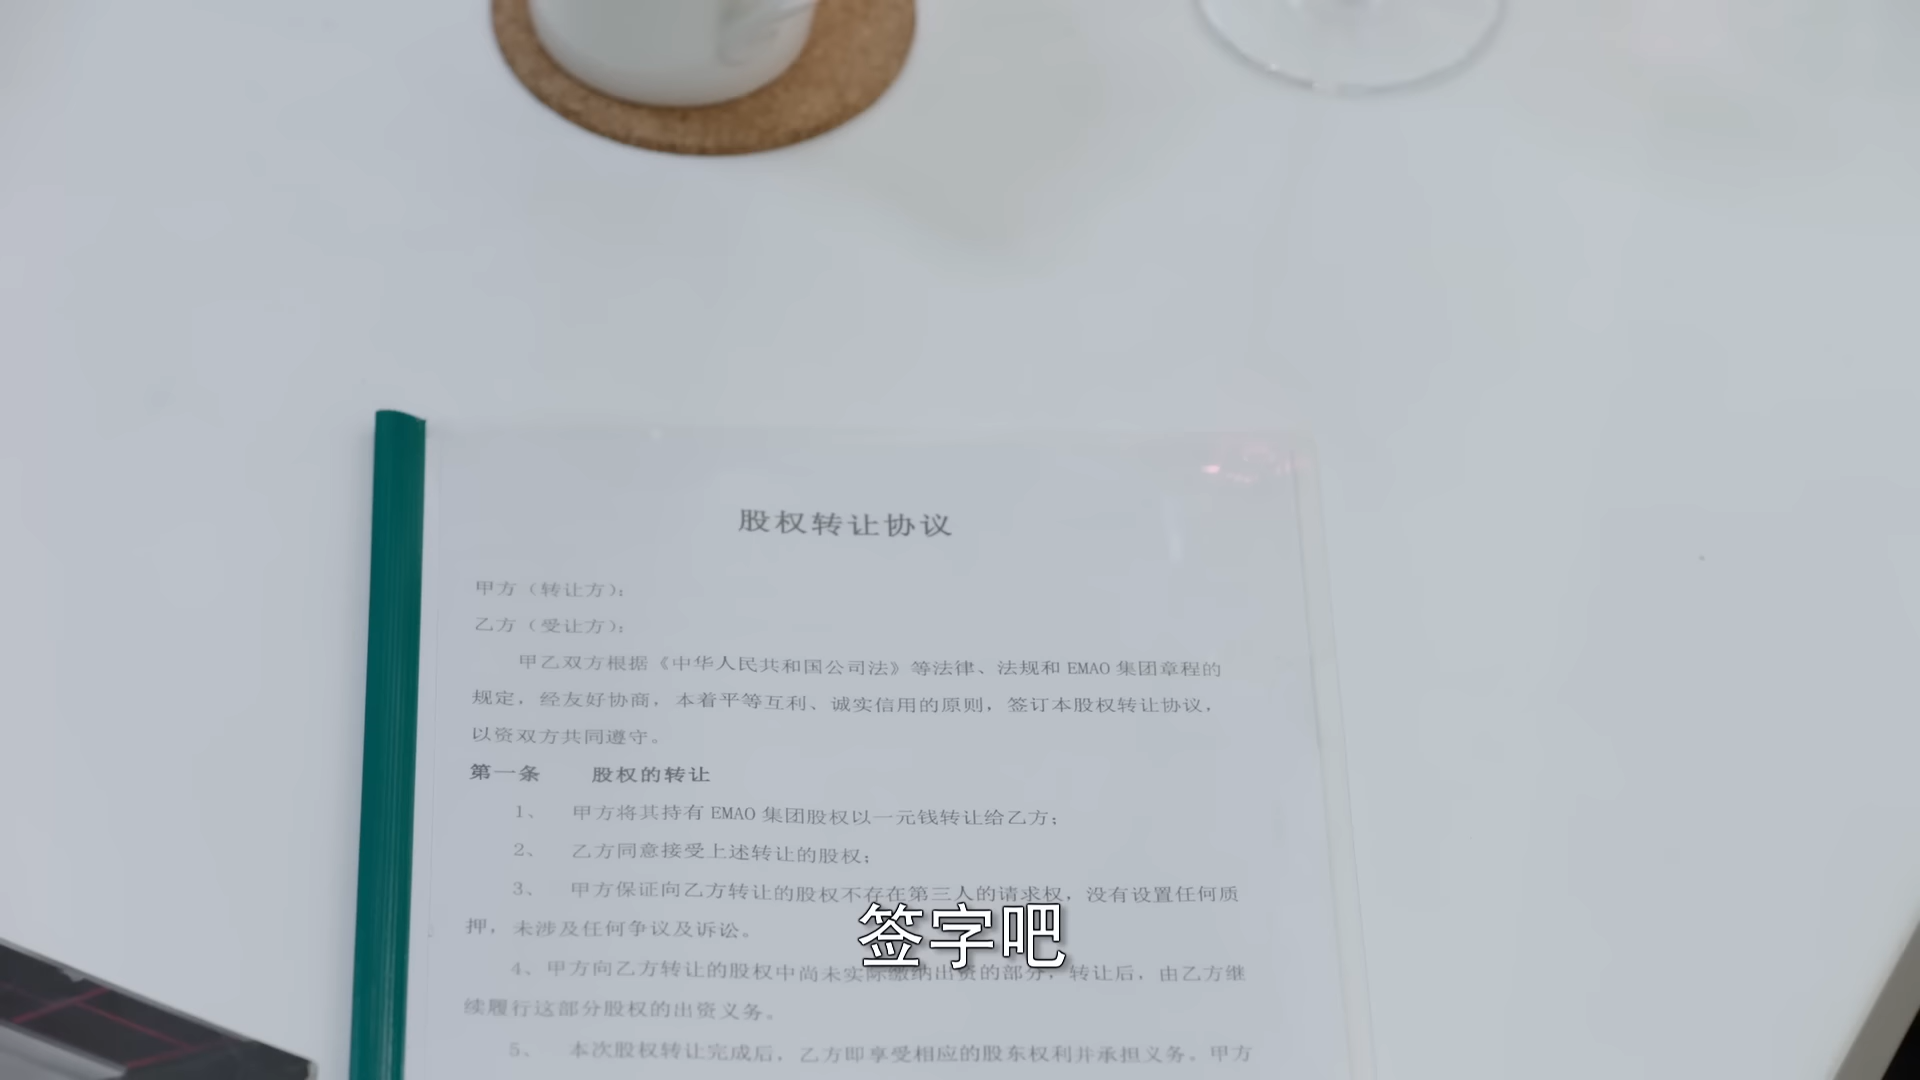 股权转让协议
甲方（转让方）：
乙方（受让方）：
甲乙双方根据《中华人民共和国公司法》等法律、法规和 EMAO 集团章程的
规定，经友好协商，本着平等互利、诚实信用的原则，签订本股权转让协议，
以资双方共同遵守。
第一条 股权的转让
1、 甲方将其持有 EMAO 集团股权以一元钱转让给乙方；
2、 乙方同意接受上述转让的股权；
3、 甲方保证向乙方转让的股权不存在第三人的请求权，没有设置任何质
押，未涉及任何争议及诉讼。
4、甲方向乙方转让的股权中尚未实际缴纳出资的部分，转让后，由乙方继
续履行这部分股权的出资义务。
5、 本次股权转让完成后，乙方即享受相应的股东权利并承担义务。甲方
签字吧